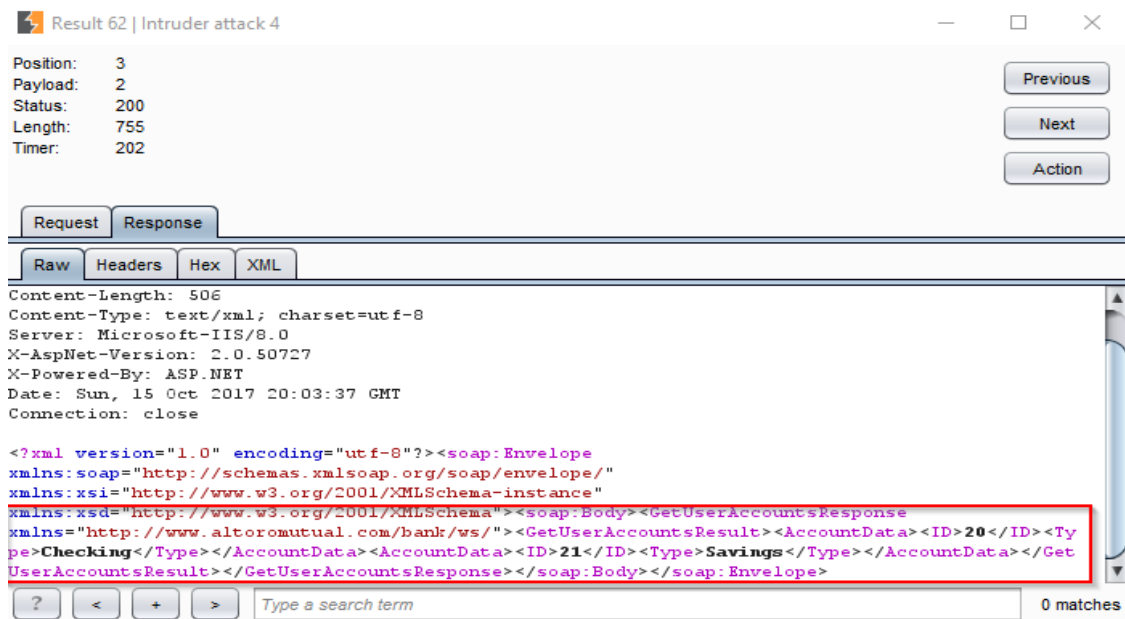 Result 62 | Intruder attack 4
Position: 3
Payload: 2
Status: 200
Length: 755
Timer: 202
Previous
Next
Action
Request Response
Raw Headers Hex XML
Content-Length: 506
Content-Type: text/xml; charset=utf-8
Server: Microsoft-IIS/8.0
X-AspNet-Version: 2.0.50727
X-Powered-By: ASP.NET
Date: Sun, 15 Oct 2017 20:03:37 GMT
Connection: close
<?xml version="1.0" encoding="utf-8"?><soap:Envelope
xmlns:soap="http://schemas.xmlsoap.org/soap/envelope/"
xmlns:xsi="http://www.w3.org/2001/XMLSchema-instance"
xmlns:xsd="http://www.w3.org/2001/XMLSchema"><soap:Body><GetUserAccountsResponse
xmlns="http://www.altoromutual.com/bank/ws/"><GetUserAccountsResult><AccountData><ID>20</ID><Ty
pe>Checking</Type></AccountData><AccountData><ID>21</ID><Type>Savings</Type></AccountData></Get
UserAccountsResult></GetUserAccountsResponse></soap:Body></soap:Envelope>
? < + > Type a search term 0 matches